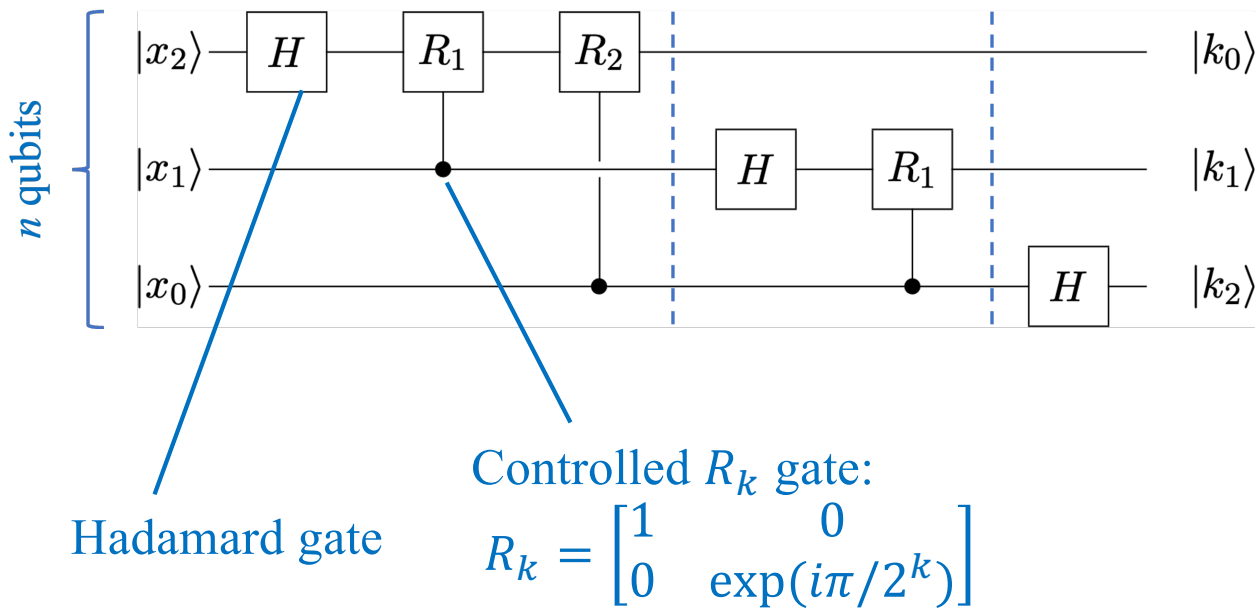 |x₂⟩ H R₁ R₂ |k₀⟩
n qubits
|x₁⟩ H R₁ |k₁⟩
|x₀⟩ H |k₂⟩
Controlled Rₖ gate:
Hadamard gate
Rₖ = [1 0
0 exp(iπ/2ᵏ)]